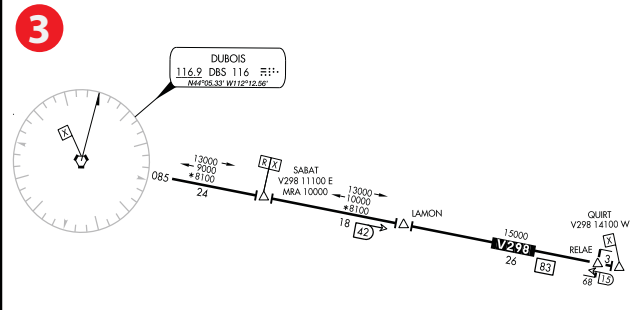 3
DUBOIS
116.9 DBS 116
N44°05.33' W112°12.56'
X
085
13000
9000
*8100
24
R X
SABAT
V298 11100 E
MRA 10000
13000
10000
*8100
18 42
LAMON
15000
V298
26 83
QUIRT
V298 14100 W
X
RELAE
3
68 15